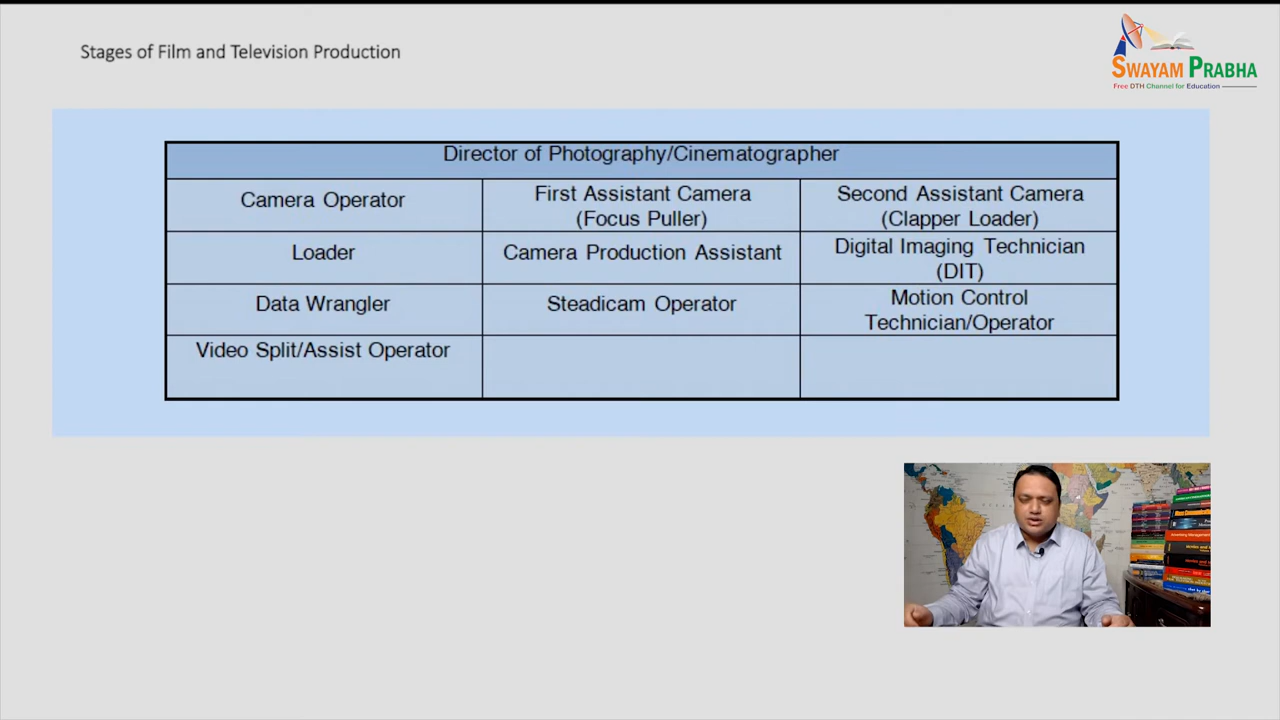 Stages of Film and Television Production
SWAYAM PRABHA
Free DTH Channel for Education
Director of Photography/Cinematographer
Camera Operator
First Assistant Camera
(Focus Puller)
Second Assistant Camera
(Clapper Loader)
Loader
Camera Production Assistant
Digital Imaging Technician
(DIT)
Data Wrangler
Steadicam Operator
Motion Control
Technician/Operator
Video Split/Assist Operator